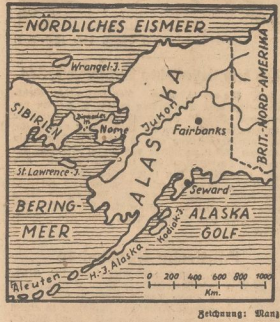 NÖRDLICHES EISMEER
Wrangel-J.
SIBIRIEN
Nome
ALASKA
Jukon
Fairbanks
BRIT.-NORD-AMERIKA
St. Lawrence-J.
BERING-
MEER
Seward
ALASKA
GOLF
Kodiak-J.
H.-J. Alaska
Aleuten
0 200 400 600 800
Km.
Zeichnung: Manz